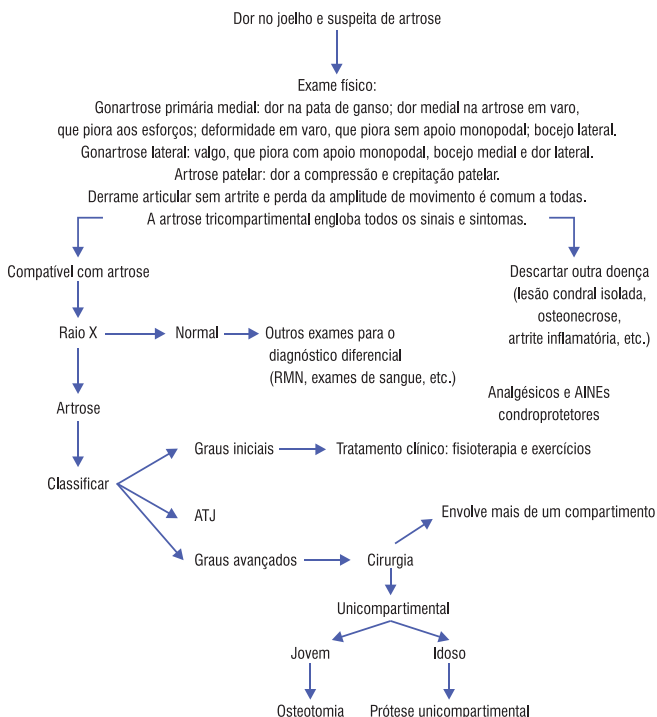 Dor no joelho e suspeita de artrose
Exame físico:
Gonartrose primária medial: dor na pata de ganso; dor medial na artrose em varo,
que piora aos esforços; deformidade em varo, que piora sem apoio monopodal; bocejo lateral.
Gonartrose lateral: valgo, que piora com apoio monopodal, bocejo medial e dor lateral.
Artrose patelar: dor a compressão e crepitação patelar.
Derrame articular sem artrite e perda da amplitude de movimento é comum a todas.
A artrose tricompartimental engloba todos os sinais e sintomas.
Compatível com artrose
Descartar outra doença
(lesão condral isolada,
osteonecrose,
artrite inflamatória, etc.)
Raio X
Normal
Outros exames para o
diagnóstico diferencial
(RMN, exames de sangue, etc.)
Analgésicos e AINEs
condroprotetores
Artrose
Graus iniciais
Tratamento clínico: fisioterapia e exercícios
Classificar
ATJ
Envolve mais de um compartimento
Graus avançados
Cirurgia
Unicompartimental
Jovem
Idoso
Osteotomia
Prótese unicompartimental